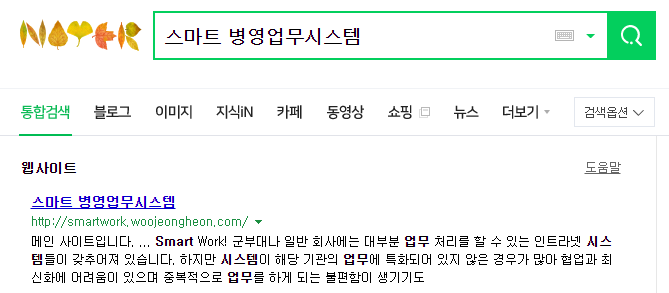 NAVER
스마트 병영업무시스템
통합검색 블로그 이미지 지식iN 카페 동영상 쇼핑 뉴스 더보기 검색옵션
웹사이트 도움말
스마트 병영업무시스템
http://smartwork.woojeongheon.com/
메인 사이트입니다. ... Smart Work! 군부대나 일반 회사에는 대부분 업무 처리를 할 수 있는 인트라넷 시스
템들이 갖추어져 있습니다. 하지만 시스템이 해당 기관의 업무에 특화되어 있지 않은 경우가 많아 협업과 최
신화에 어려움이 있으며 중복적으로 업무를 하게 되는 불편함이 생기기도